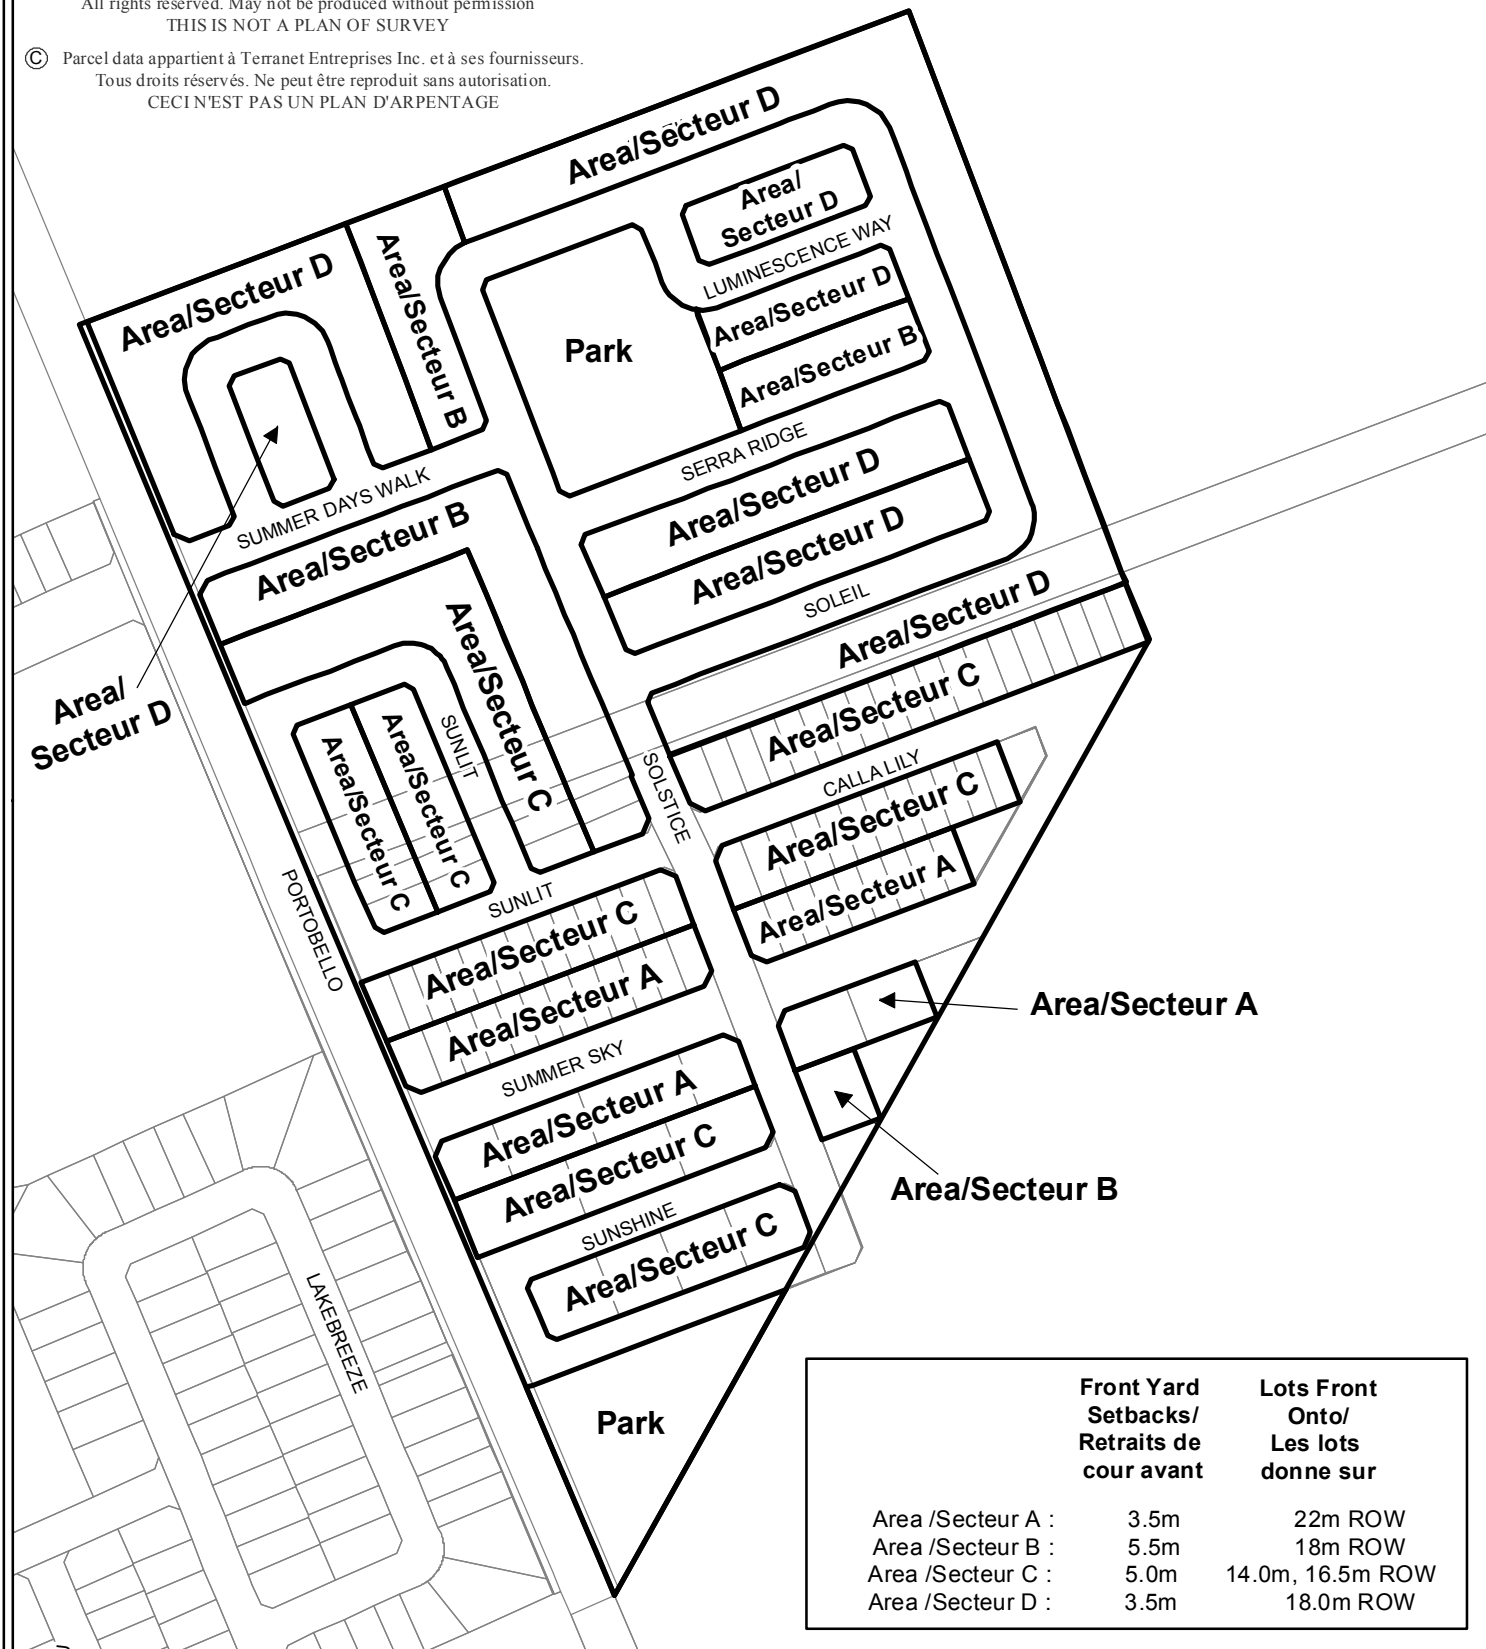 All rights reserved. May not be produced without permission
THIS IS NOT A PLAN OF SURVEY
© Parcel data appartient à Terranet Entreprises Inc. et à ses fournisseurs.
Tous droits réservés. Ne peut être reproduit sans autorisation.
CECI N'EST PAS UN PLAN D'ARPENTAGE
Area/Secteur D
Area/
Secteur D
LUMINESCENCE WAY
Area/Secteur D
Area/Secteur B
Area/Secteur D
Area/Secteur B
Park
SERRA RIDGE
Area/Secteur D
Area/Secteur D
SOLEIL
Area/Secteur D
SUMMER DAYS WALK
Area/Secteur B
Area/
Secteur D
Area/Secteur C
SUNLIT
Area/Secteur C
Area/Secteur C
SOLSTICE
Area/Secteur C
CALLA LILY
Area/Secteur C
Area/Secteur A
PORTOBELLO
SUNLIT
Area/Secteur C
Area/Secteur A
SUMMER SKY
Area/Secteur A
Area/Secteur C
SUNSHINE
Area/Secteur C
Area/Secteur A
Area/Secteur B
LAKEBREEZE
Park
Front Yard Lots Front
Setbacks/ Onto/
Retraits de Les lots
cour avant donne sur
Area /Secteur A : 3.5m 22m ROW
Area /Secteur B : 5.5m 18m ROW
Area /Secteur C : 5.0m 14.0m, 16.5m ROW
Area /Secteur D : 3.5m 18.0m ROW